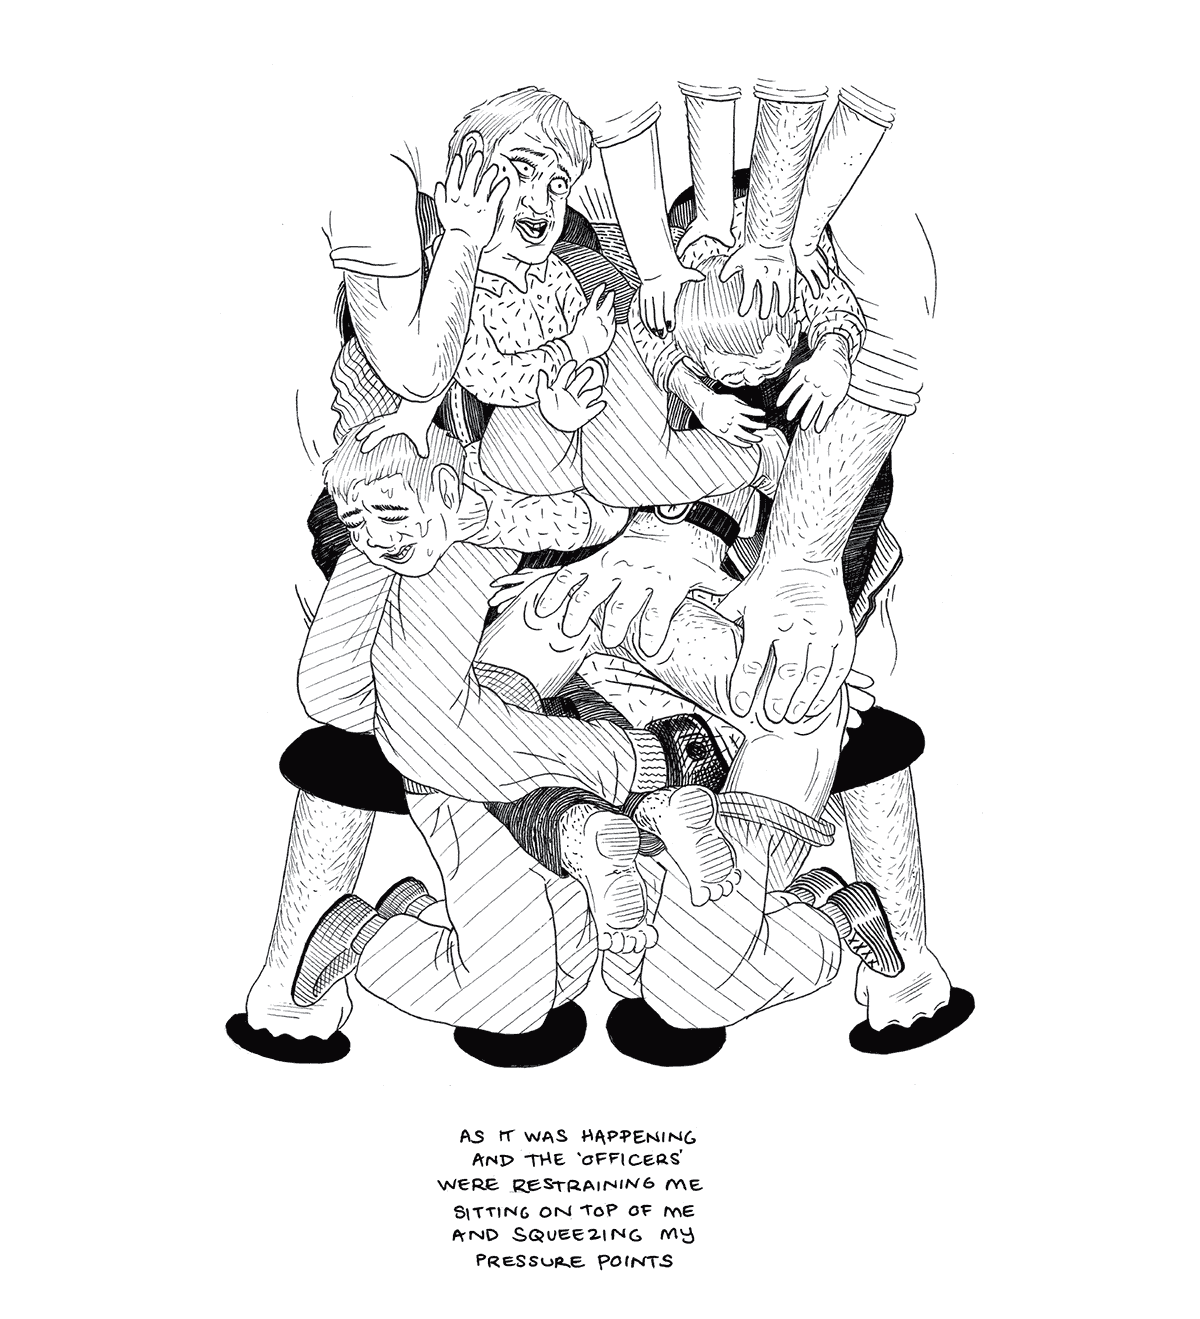 AS IT WAS HAPPENING
AND THE 'OFFICERS'
WERE RESTRAINING ME
SITTING ON TOP OF ME
AND SQUEEZING MY
PRESSURE POINTS